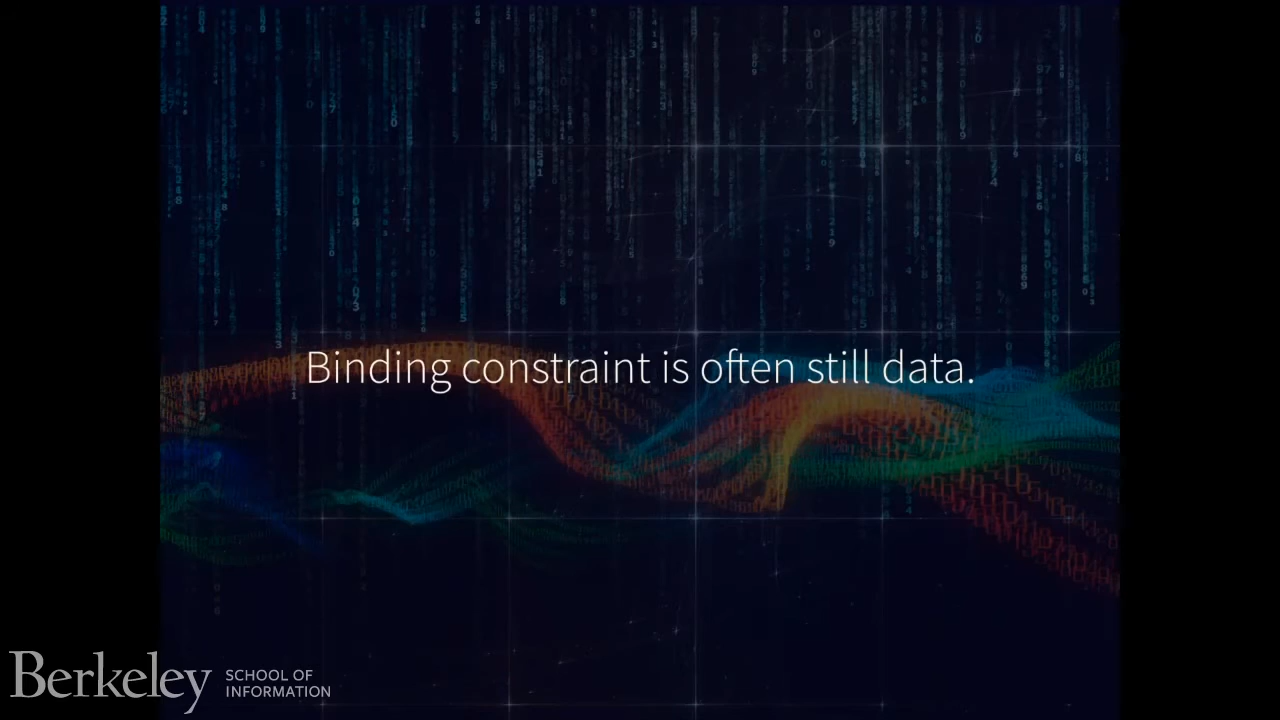 Binding constraint is often still data.
Berkeley
SCHOOL OF
INFORMATION